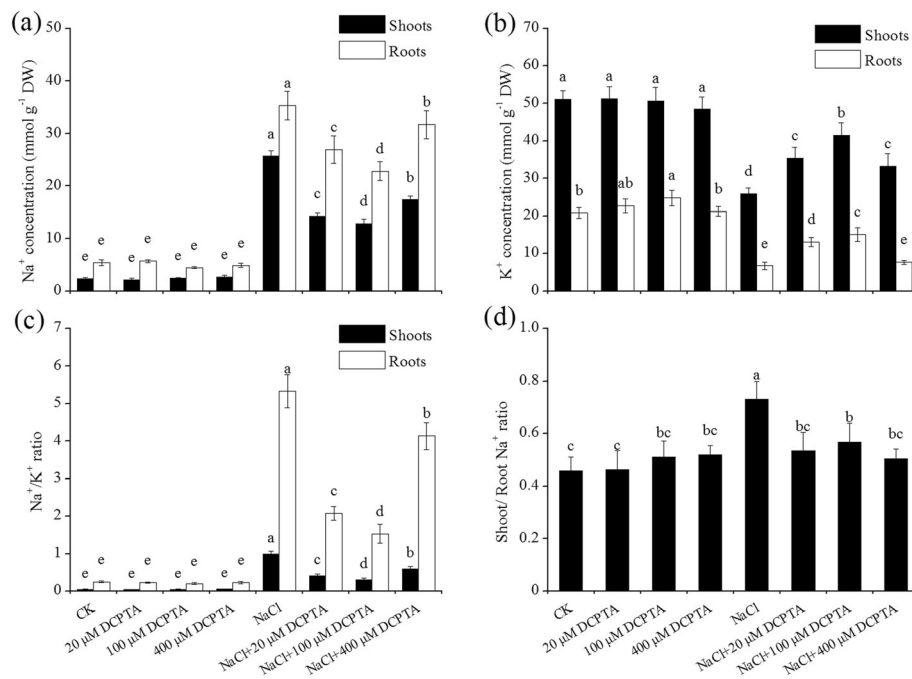 (a)
50
40
30
20
10
0
Na⁺ concentration (mmol g⁻¹ DW)
Shoots
Roots
e e e e e e e e a a c c d d b b
(b)
70
60
50
40
30
20
10
0
K⁺ concentration (mmol g⁻¹ DW)
Shoots
Roots
a b a ab a a a b d e c d b c c e
(c)
7
6
5
4
3
2
1
0
Na⁺/K⁺ ratio
Shoots
Roots
e e e e e e e e a a c c d d b b
CK
20 μM DCPTA
100 μM DCPTA
400 μM DCPTA
NaCl
NaCl+20 μM DCPTA
NaCl+100 μM DCPTA
NaCl+400 μM DCPTA
(d)
1.0
0.8
0.6
0.4
0.2
0.0
Shoot/ Root Na⁺ ratio
c c bc bc a bc b bc
CK
20 μM DCPTA
100 μM DCPTA
400 μM DCPTA
NaCl
NaCl+20 μM DCPTA
NaCl+100 μM DCPTA
NaCl+400 μM DCPTA